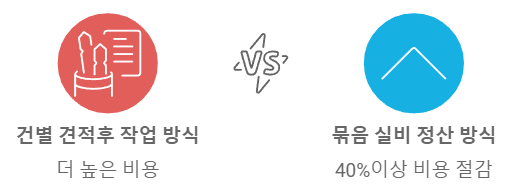 VS
건별 견적후 작업 방식
더 높은 비용
묶음 실비 정산 방식
40%이상 비용 절감